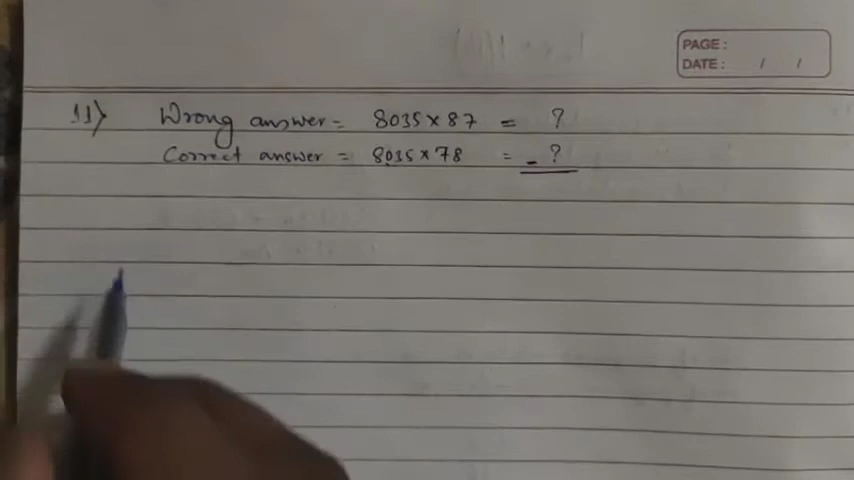 PAGE:
DATE: / /
11) Wrong answer = 8035 × 87 = ?
Correct answer = 8035 × 78 = - ?